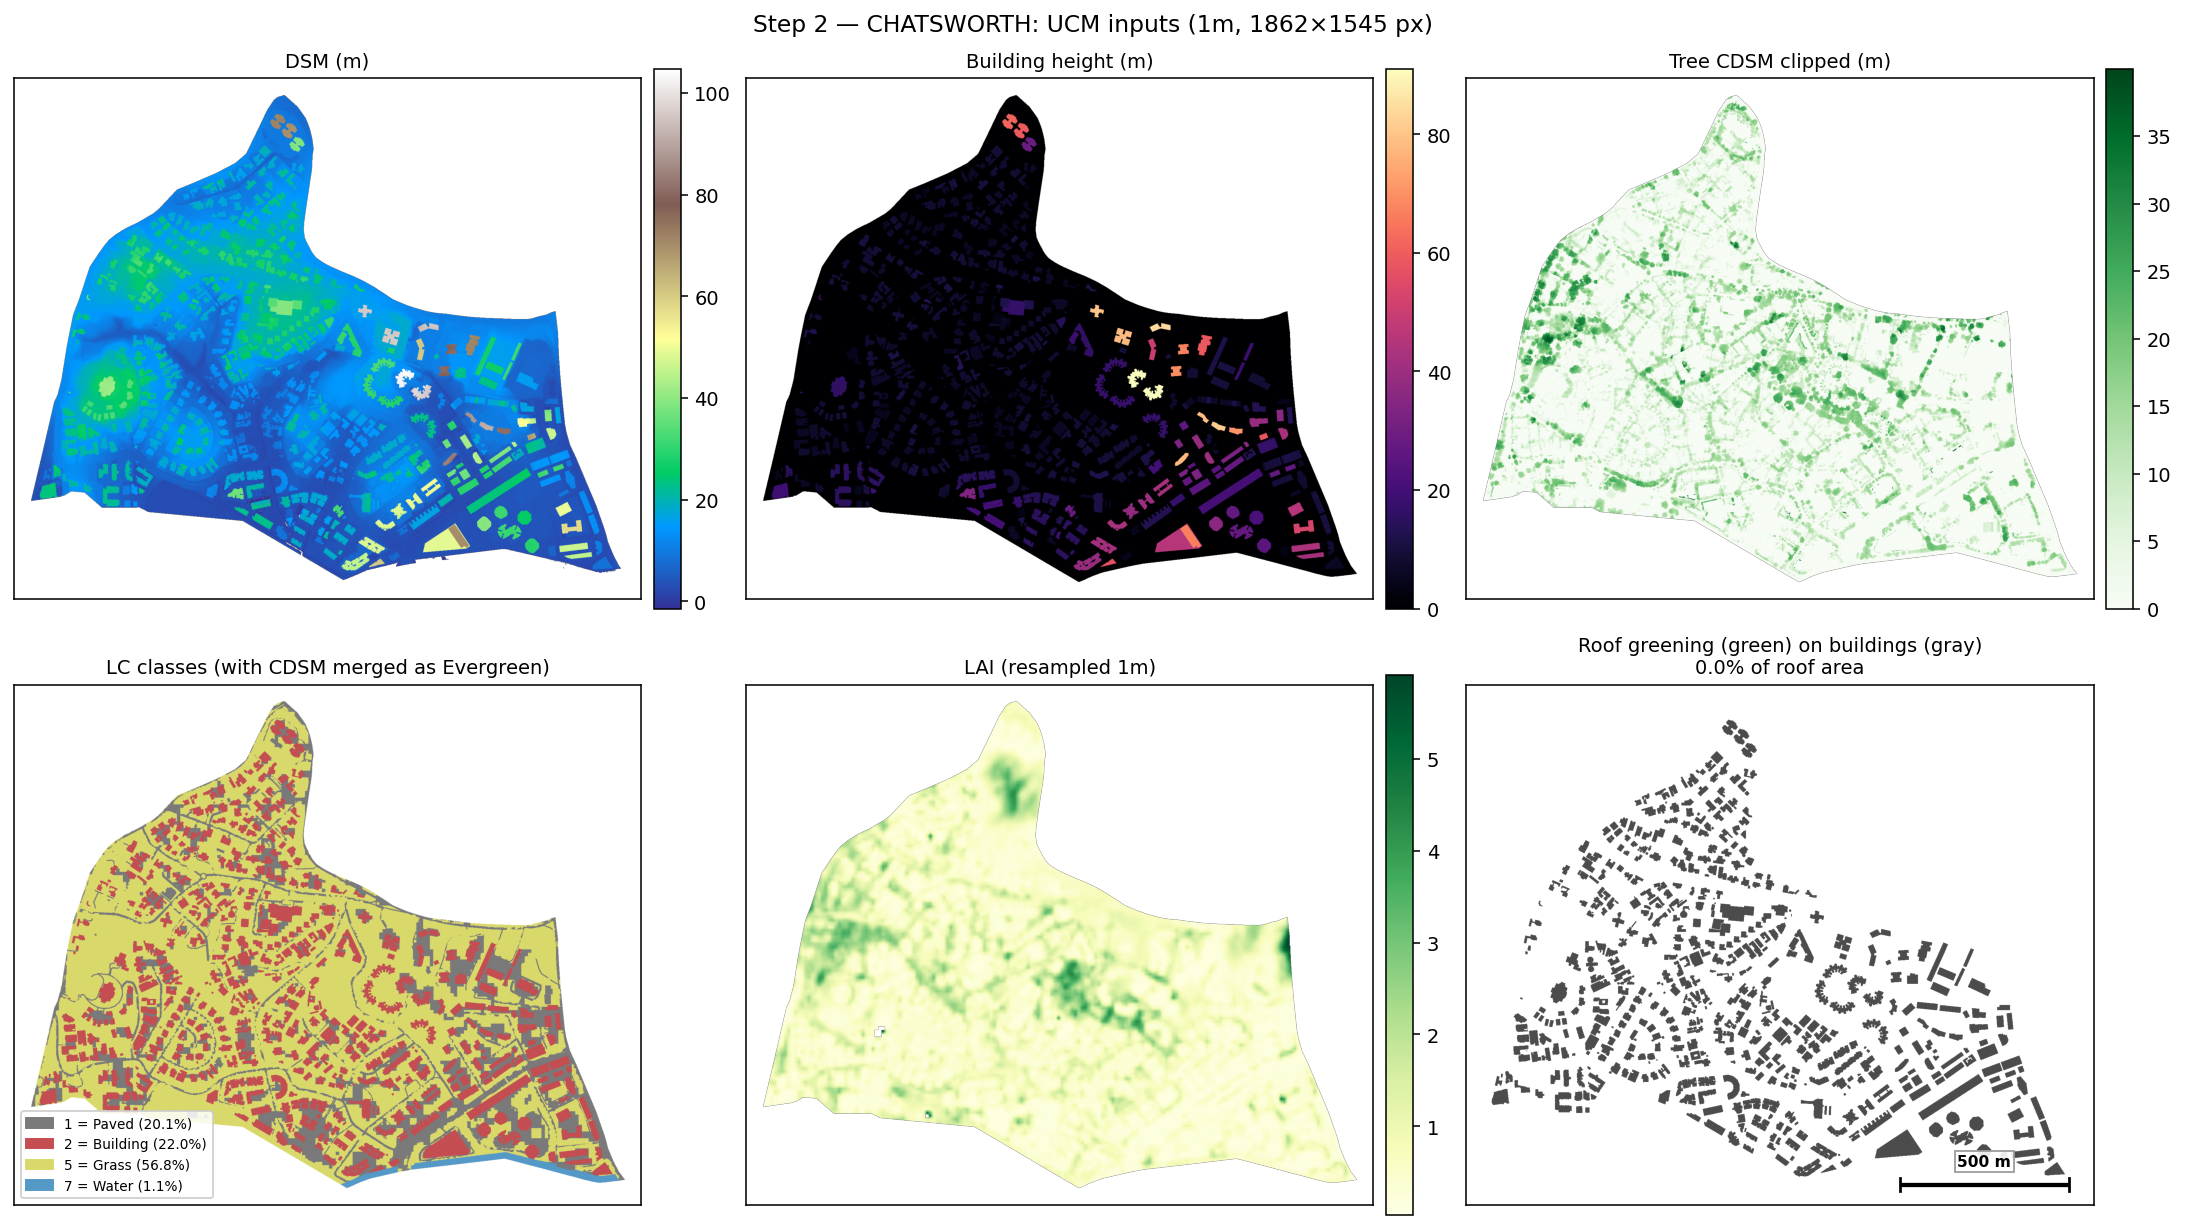 Step 2 — CHATSWORTH: UCM inputs (1m, 1862×1545 px)
DSM (m)
100
80
60
40
20
0
Building height (m)
80
60
40
20
0
Tree CDSM clipped (m)
35
30
25
20
15
10
5
0
LC classes (with CDSM merged as Evergreen)
1 = Paved (20.1%)
2 = Building (22.0%)
5 = Grass (56.8%)
7 = Water (1.1%)
LAI (resampled 1m)
5
4
3
2
1
Roof greening (green) on buildings (gray)
0.0% of roof area
500 m